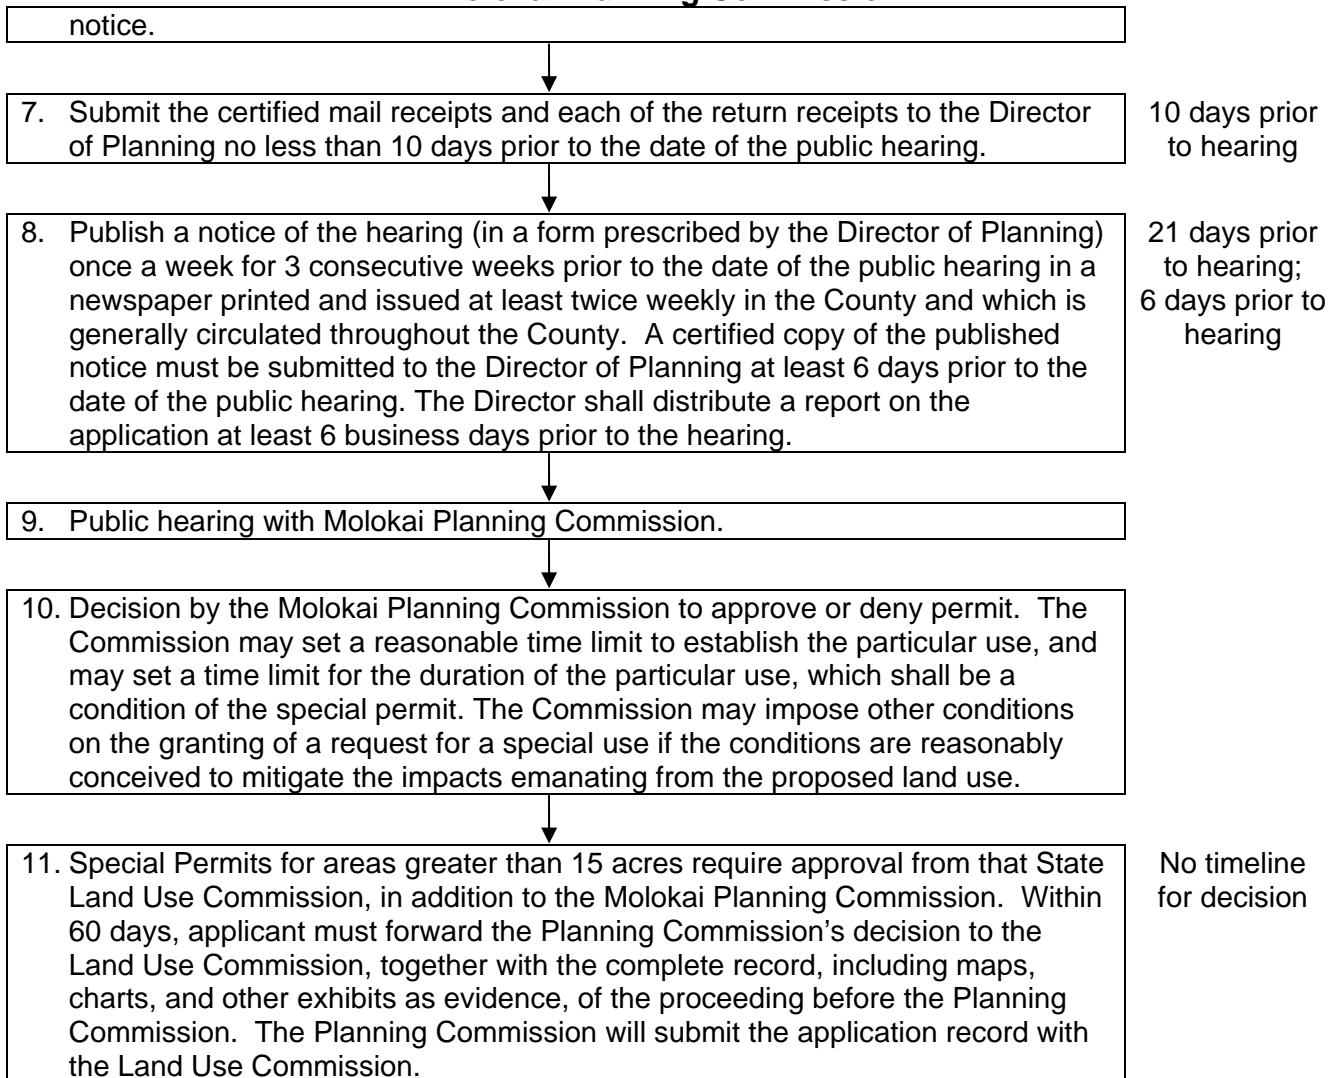 notice.
7. Submit the certified mail receipts and each of the return receipts to the Director
of Planning no less than 10 days prior to the date of the public hearing.
10 days prior
to hearing
8. Publish a notice of the hearing (in a form prescribed by the Director of Planning)
once a week for 3 consecutive weeks prior to the date of the public hearing in a
newspaper printed and issued at least twice weekly in the County and which is
generally circulated throughout the County. A certified copy of the published
notice must be submitted to the Director of Planning at least 6 days prior to the
date of the public hearing. The Director shall distribute a report on the
application at least 6 business days prior to the hearing.
21 days prior
to hearing;
6 days prior to
hearing
9. Public hearing with Molokai Planning Commission.
10. Decision by the Molokai Planning Commission to approve or deny permit. The
Commission may set a reasonable time limit to establish the particular use, and
may set a time limit for the duration of the particular use, which shall be a
condition of the special permit. The Commission may impose other conditions
on the granting of a request for a special use if the conditions are reasonably
conceived to mitigate the impacts emanating from the proposed land use.
11. Special Permits for areas greater than 15 acres require approval from that State
Land Use Commission, in addition to the Molokai Planning Commission. Within
60 days, applicant must forward the Planning Commission's decision to the
Land Use Commission, together with the complete record, including maps,
charts, and other exhibits as evidence, of the proceeding before the Planning
Commission. The Planning Commission will submit the application record with
the Land Use Commission.
No timeline
for decision